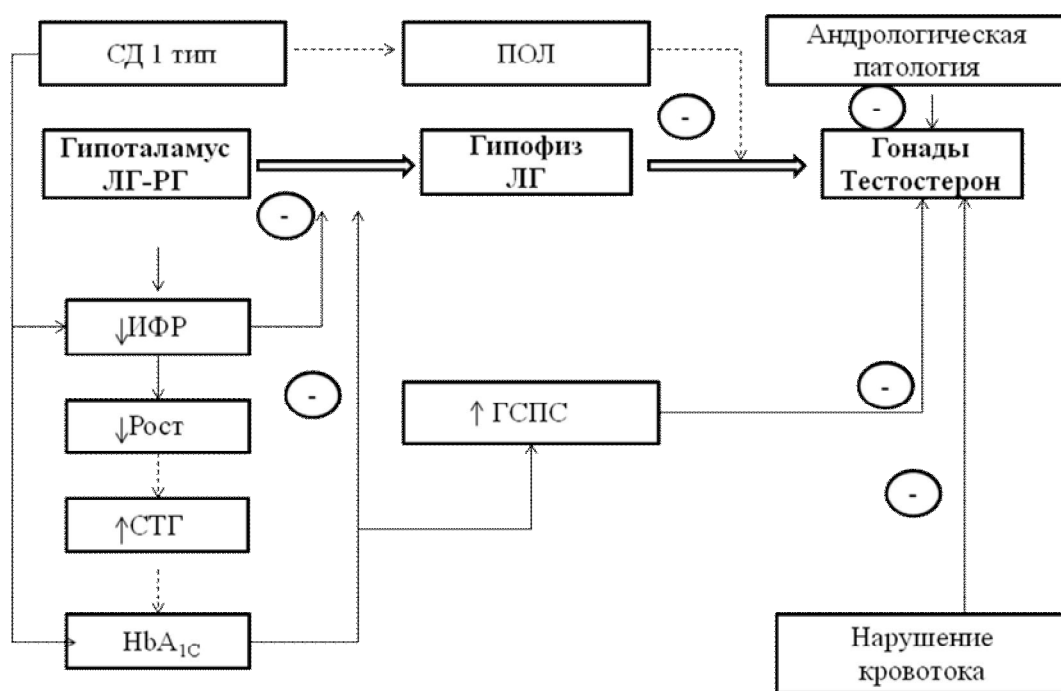 СД 1 тип
ПОЛ
Андрологическая
патология
-
-
Гипоталамус
ЛГ-РГ
Гипофиз
ЛГ
Гонады
Тестостерон
-
↓ИФР
-
-
↓Рост
↑ ГСПС
↑СТГ
-
HbA1C
Нарушение
кровотока